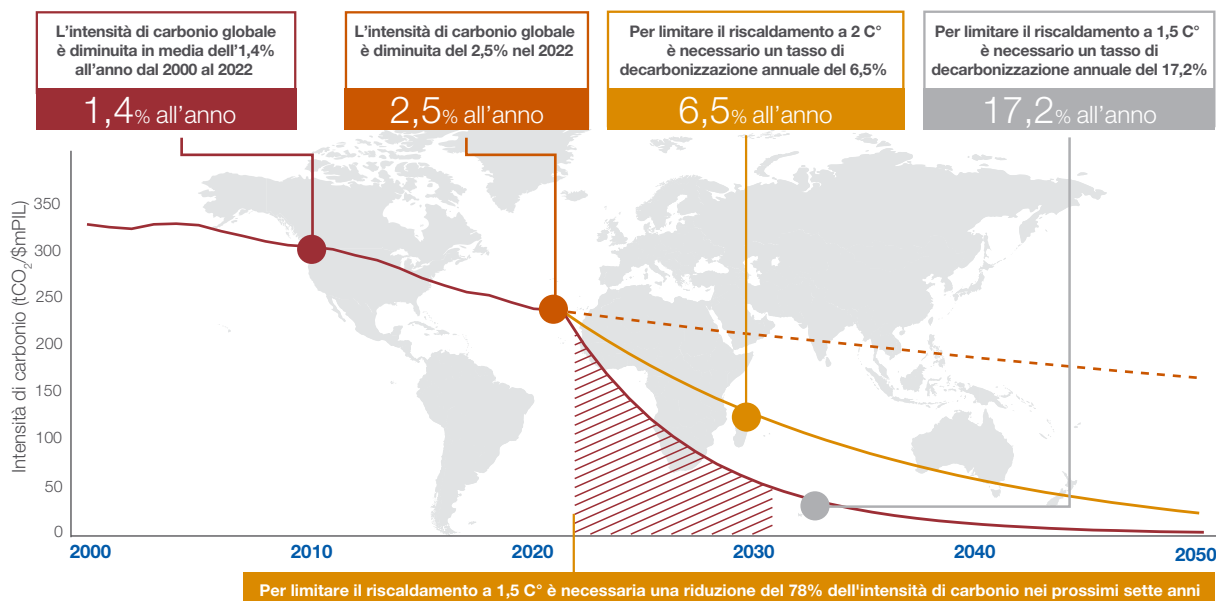 L'intensità di carbonio globale
è diminuita in media dell'1,4%
all'anno dal 2000 al 2022
1,4% all'anno
L'intensità di carbonio globale
è diminuita del 2,5% nel 2022
2,5% all'anno
Per limitare il riscaldamento a 2 C°
è necessario un tasso di
decarbonizzazione annuale del 6,5%
6,5% all'anno
Per limitare il riscaldamento a 1,5 C°
è necessario un tasso di
decarbonizzazione annuale del 17,2%
17,2% all'anno
Intensità di carbonio (tCO₂/$mPIL)
350
300
250
200
150
100
50
0
2000
2010
2020
2030
2040
2050
Per limitare il riscaldamento a 1,5 C° è necessaria una riduzione del 78% dell'intensità di carbonio nei prossimi sette anni